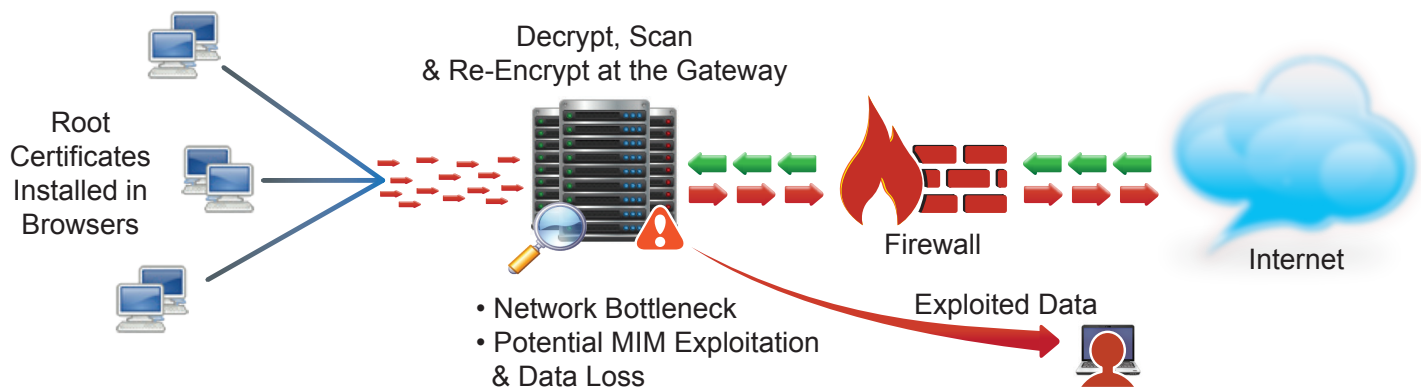 Decrypt, Scan
& Re-Encrypt at the Gateway
Root
Certificates
Installed in
Browsers
Firewall
Internet
• Network Bottleneck
• Potential MIM Exploitation
& Data Loss
Exploited Data